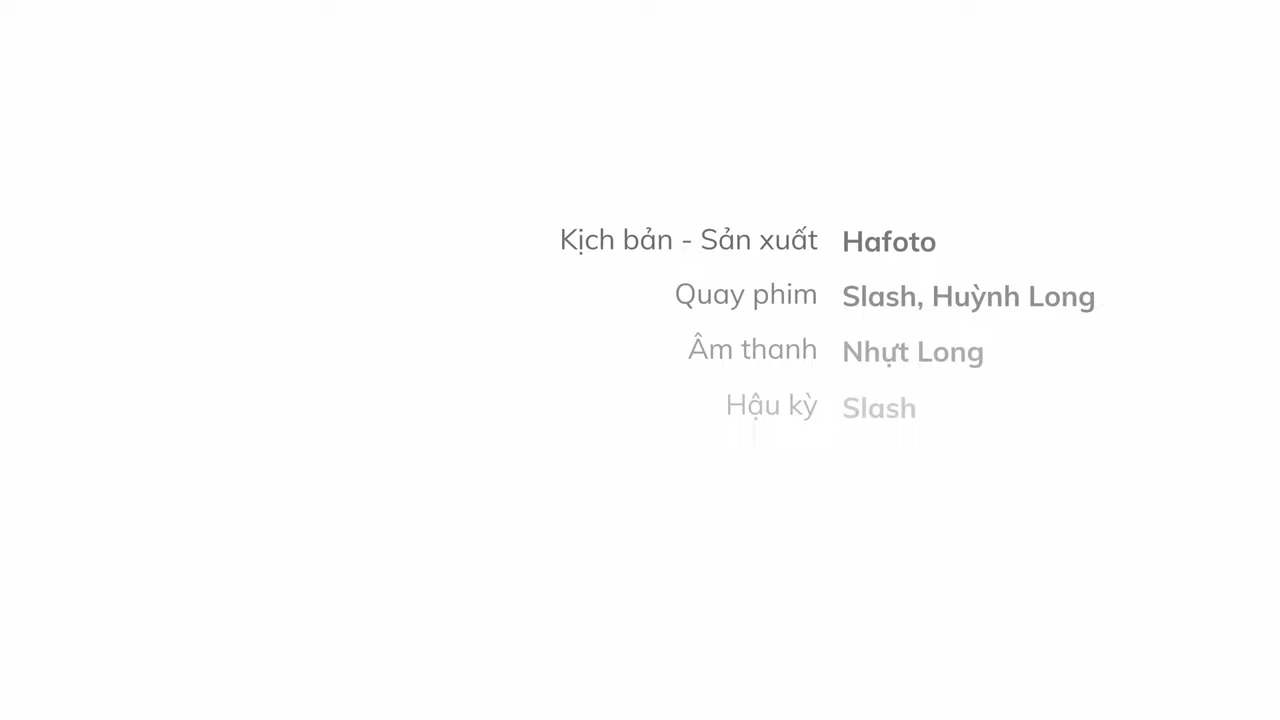 Kịch bản - Sản xuất Hafoto
Quay phim Slash, Huỳnh Long
Âm thanh Nhựt Long
Hậu kỳ Slash